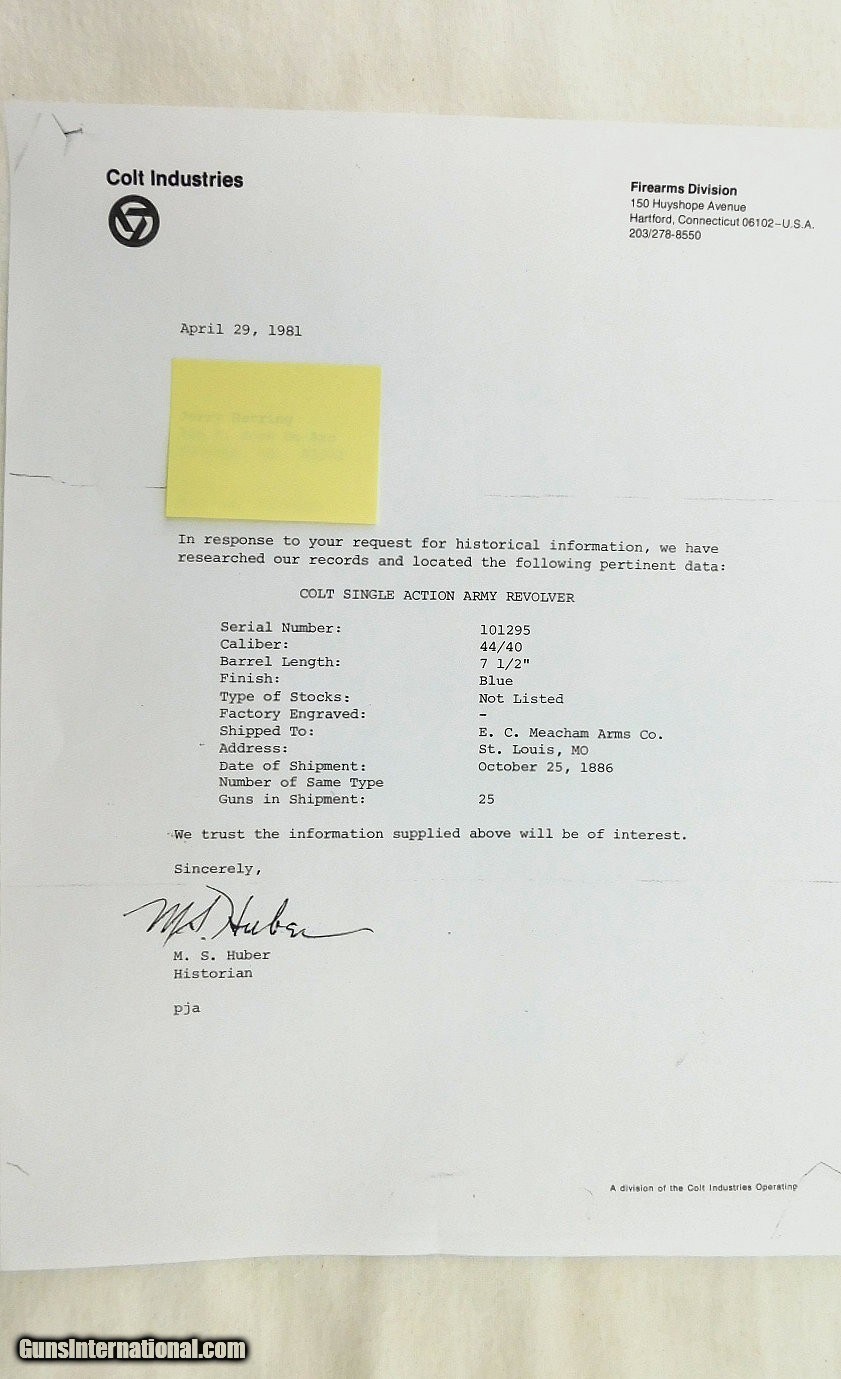 Colt Industries
Firearms Division
150 Huyshope Avenue
Hartford, Connecticut 06102–U.S.A.
203/278-8550
April 29, 1981
In response to your request for historical information, we have
researched our records and located the following pertinent data:
COLT SINGLE ACTION ARMY REVOLVER
Serial Number: 101295
Caliber: 44/40
Barrel Length: 7 1/2"
Finish: Blue
Type of Stocks: Not Listed
Factory Engraved: –
Shipped To: E. C. Meacham Arms Co.
Address: St. Louis, MO
Date of Shipment: October 25, 1886
Number of Same Type
Guns in Shipment: 25
We trust the information supplied above will be of interest.
Sincerely,
M. S. Huber
M. S. Huber
Historian
pja
A division of the Colt Industries Operating
GunsInternational.com